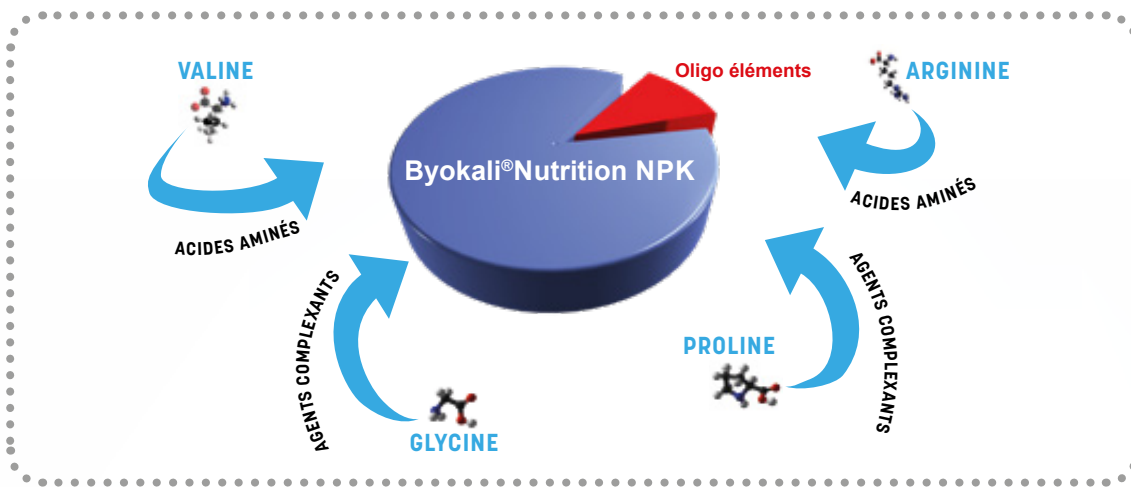 VALINE
ACIDES AMINÉS
Oligo éléments
Byokali®Nutrition NPK
ARGININE
ACIDES AMINÉS
AGENTS COMPLEXANTS
GLYCINE
PROLINE
AGENTS COMPLEXANTS